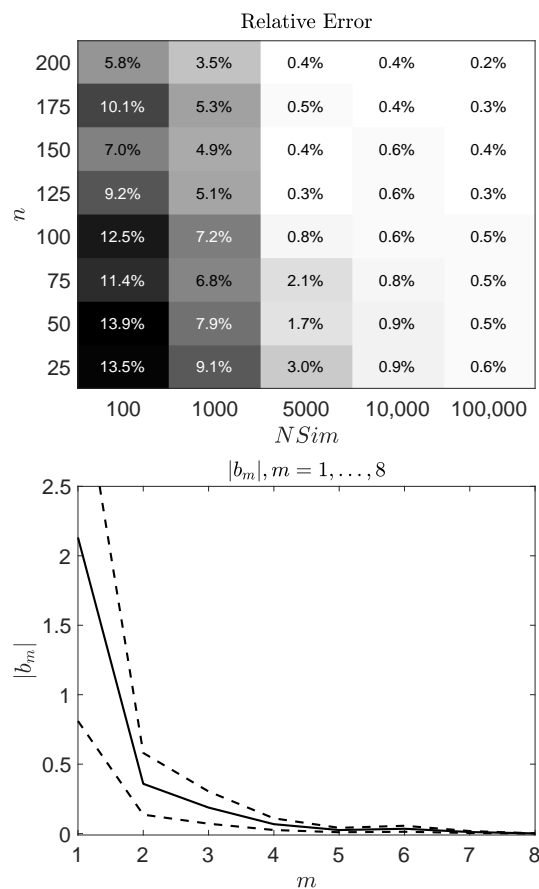 Relative Error
200 5.8% 3.5% 0.4% 0.4% 0.2%
175 10.1% 5.3% 0.5% 0.4% 0.3%
150 7.0% 4.9% 0.4% 0.6% 0.4%
125 9.2% 5.1% 0.3% 0.6% 0.3%
n
100 12.5% 7.2% 0.8% 0.6% 0.5%
75 11.4% 6.8% 2.1% 0.8% 0.5%
50 13.9% 7.9% 1.7% 0.9% 0.5%
25 13.5% 9.1% 3.0% 0.9% 0.6%
100 1000 5000 10,000 100,000
NSim
|b_m|, m = 1, . . . , 8
2.5
2
1.5
|b_m|
1
0.5
0
1 2 3 4 5 6 7 8
m